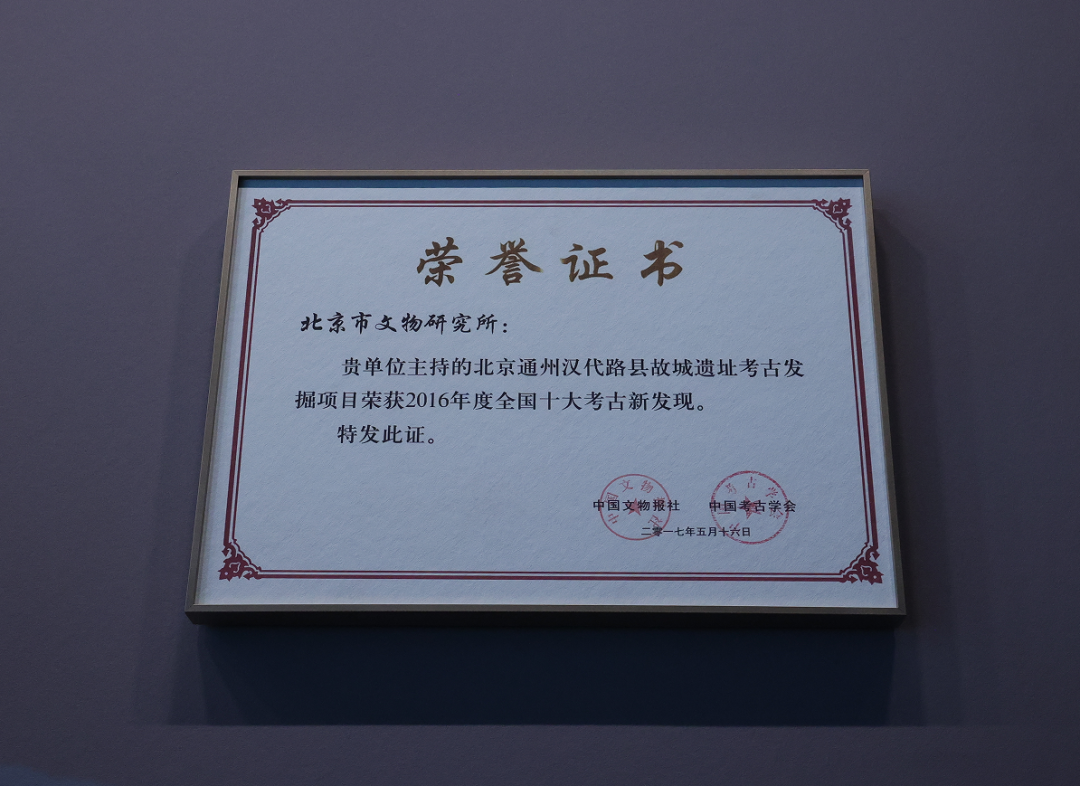 荣誉证书
北京市文物研究所：
贵单位主持的北京通州汉代路县故城遗址考古发
掘项目荣获2016年度全国十大考古新发现。
特发此证。
中国文物报社 中国考古学会
二零一七年五月十六日